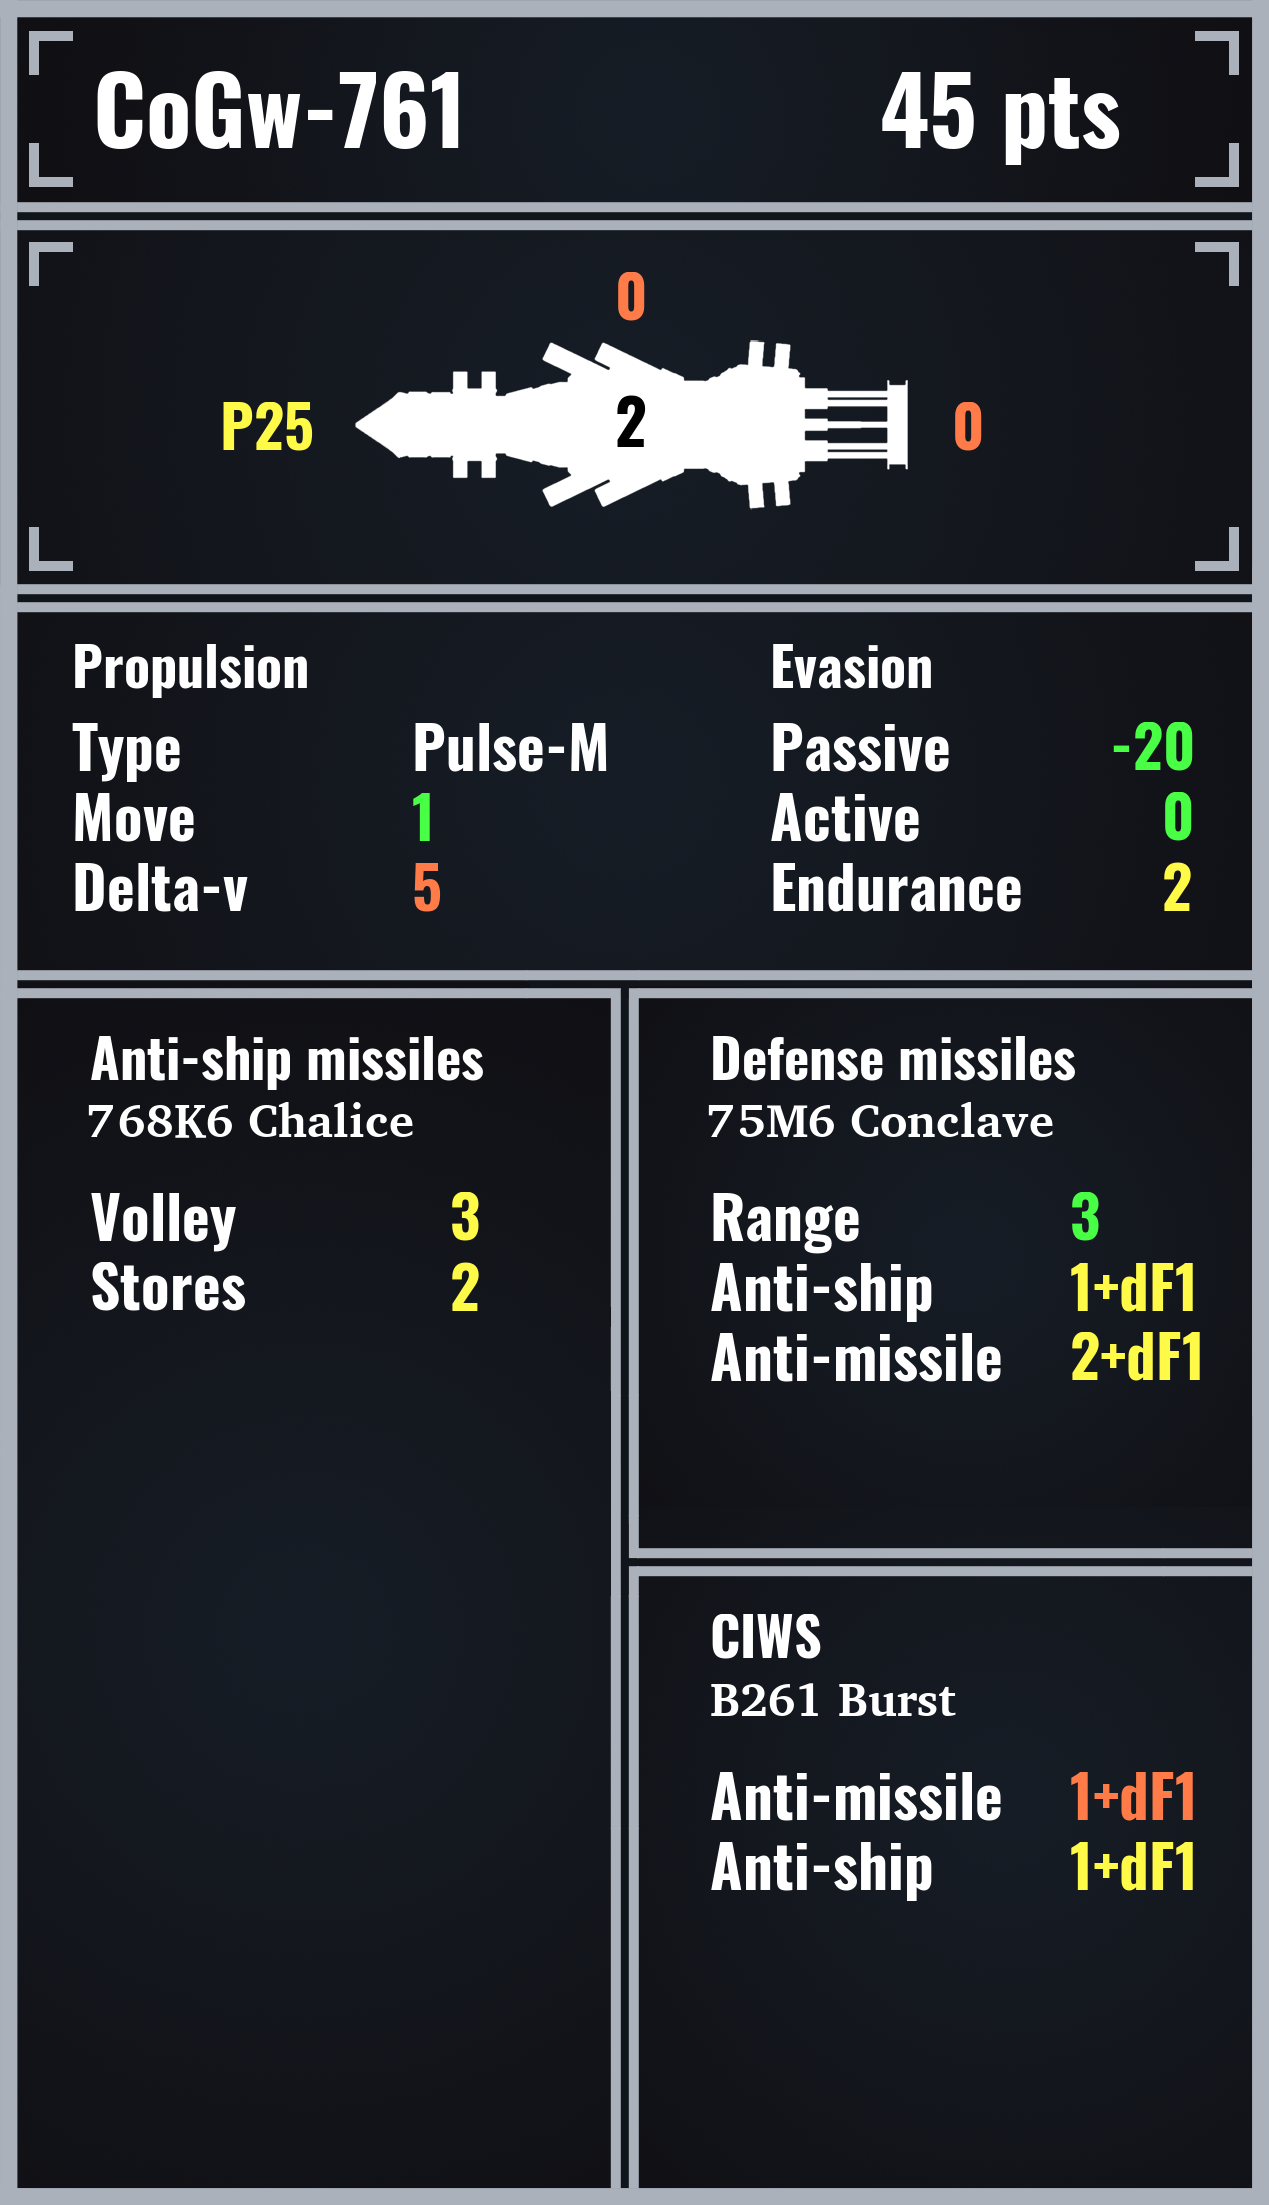 CoGw-761 45 pts
0
P25 2 0
Propulsion
Type Pulse-M
Move 1
Delta-v 5
Evasion
Passive -20
Active 0
Endurance 2
Anti-ship missiles
768K6 Chalice
Volley 3
Stores 2
Defense missiles
75M6 Conclave
Range 3
Anti-ship 1+dF1
Anti-missile 2+dF1
CIWS
B261 Burst
Anti-missile 1+dF1
Anti-ship 1+dF1